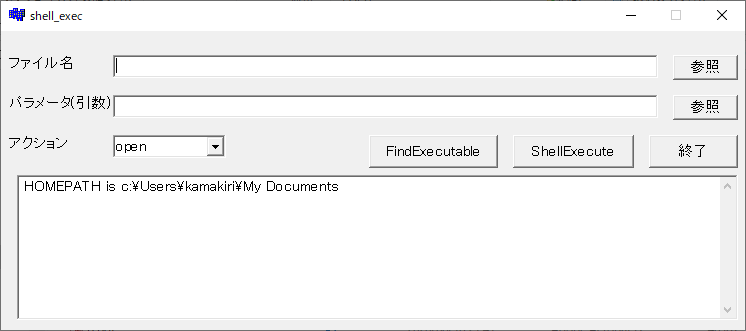 shell_exec
ファイル名
参照
パラメータ(引数)
参照
アクション
open
FindExecutable
ShellExecute
終了
HOMEPATH is c:¥Users¥kamakiri¥My Documents